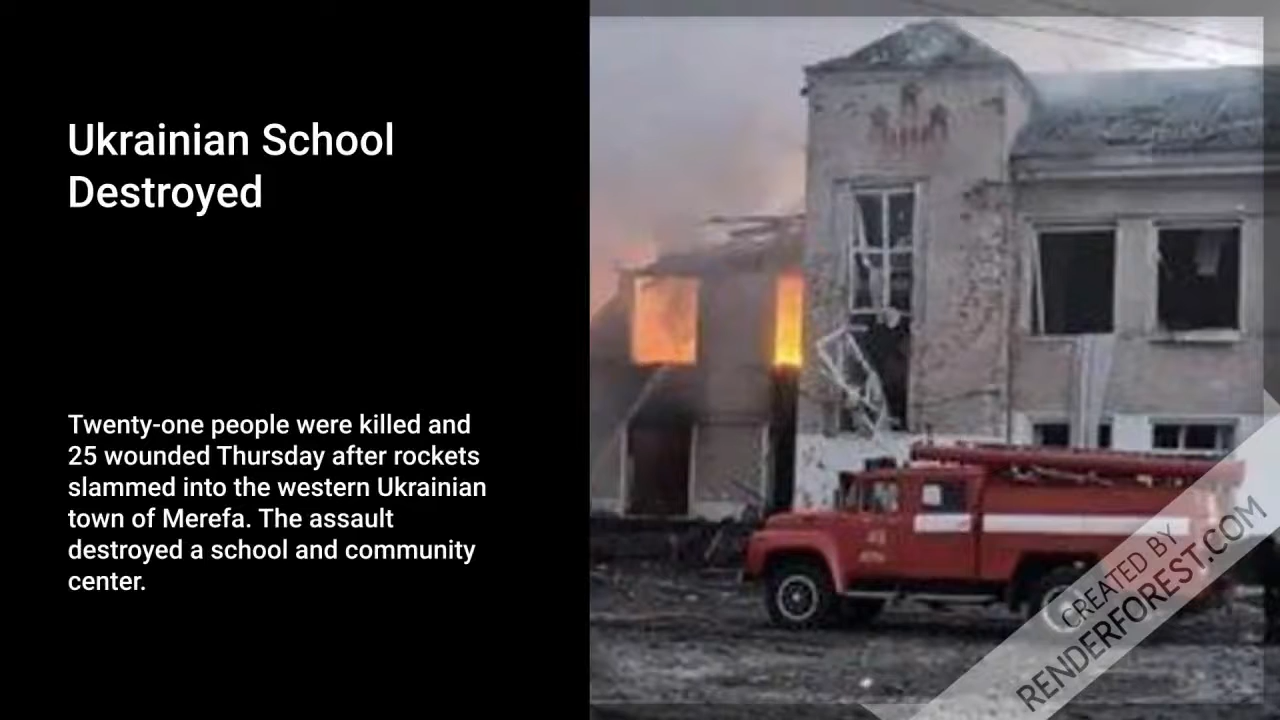 Ukrainian School
Destroyed
Twenty-one people were killed and
25 wounded Thursday after rockets
slammed into the western Ukrainian
town of Merefa. The assault
destroyed a school and community
center.
CREATED BY
RENDERFOREST.COM